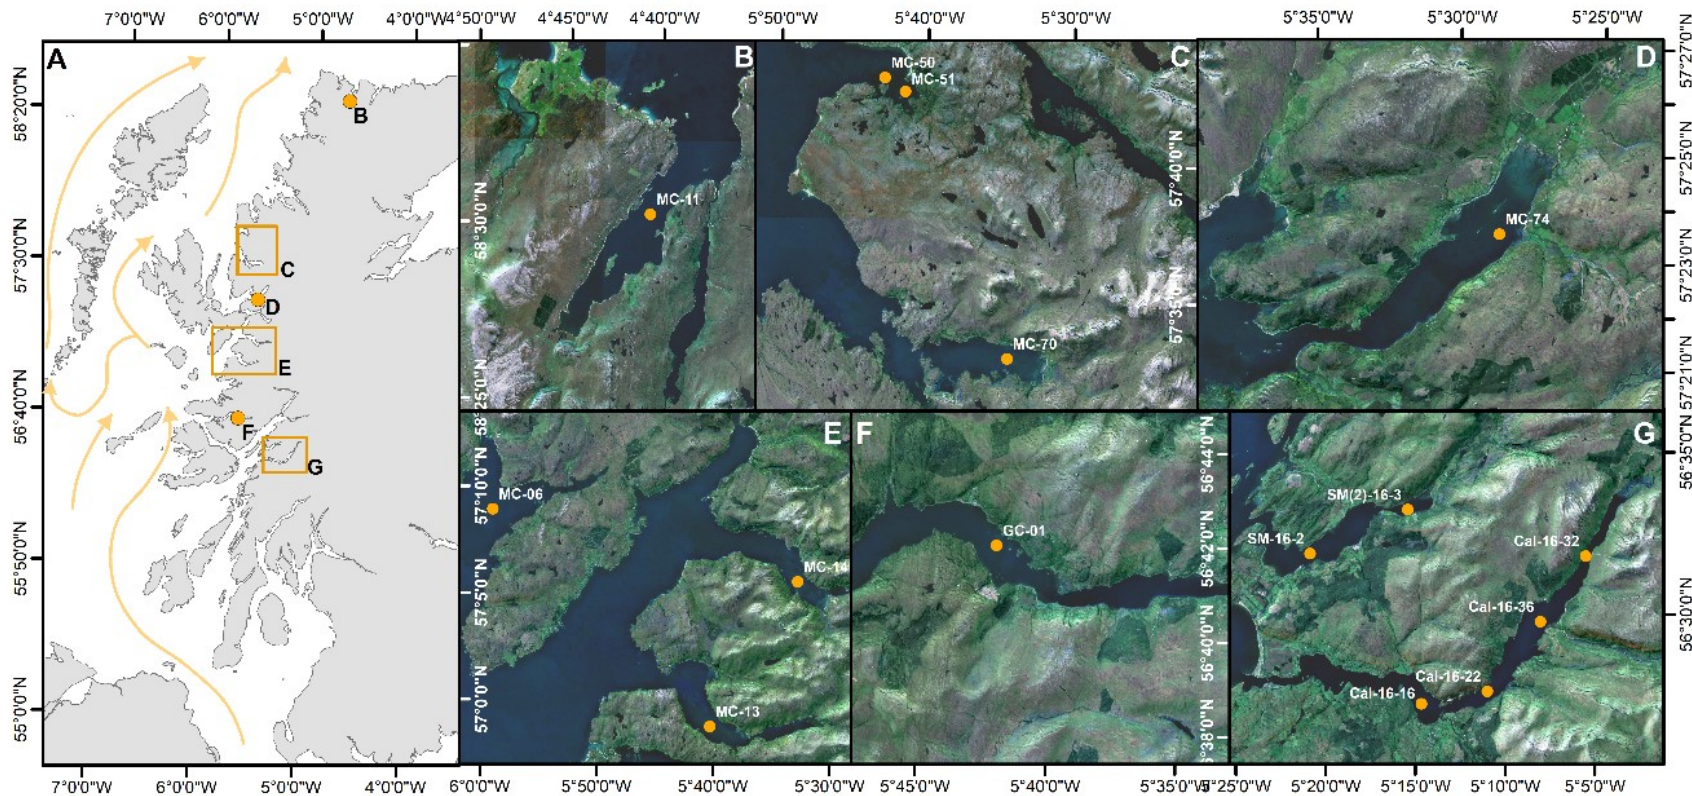 7°0'0"W 6°0'0"W 5°0'0"W 4°0'0"W 4°50'0"W 4°45'0"W 4°40'0"W 5°50'0"W 5°40'0"W 5°30'0"W 5°35'0"W 5°30'0"W 5°25'0"W
A
B
C
D
E
F
G
58°20'0"N
57°30'0"N
56°40'0"N
55°50'0"N
55°0'0"N
B
MC-11
58°30'0"N
58°25'0"N
C
MC-50
MC-51
MC-70
57°40'0"N
57°35'0"N
D
MC-74
57°27'0"N
57°25'0"N
57°23'0"N
57°21'0"N
E
MC-06
MC-14
MC-13
57°10'0"N
57°5'0"N
57°0'0"N
F
GC-01
56°44'0"N
56°42'0"N
56°40'0"N
56°38'0"N
G
SM(2)-16-3
SM-16-2
Cal-16-32
Cal-16-36
Cal-16-22
Cal-16-16
56°35'0"N
56°30'0"N
7°0'0"W 6°0'0"W 5°0'0"W 4°0'0"W 6°0'0"W 5°50'0"W 5°40'0"W 5°30'0"W 5°45'0"W 5°40'0"W 5°35'0"W 5°25'0"W 5°20'0"W 5°15'0"W 5°10'0"W 5°5'0"W